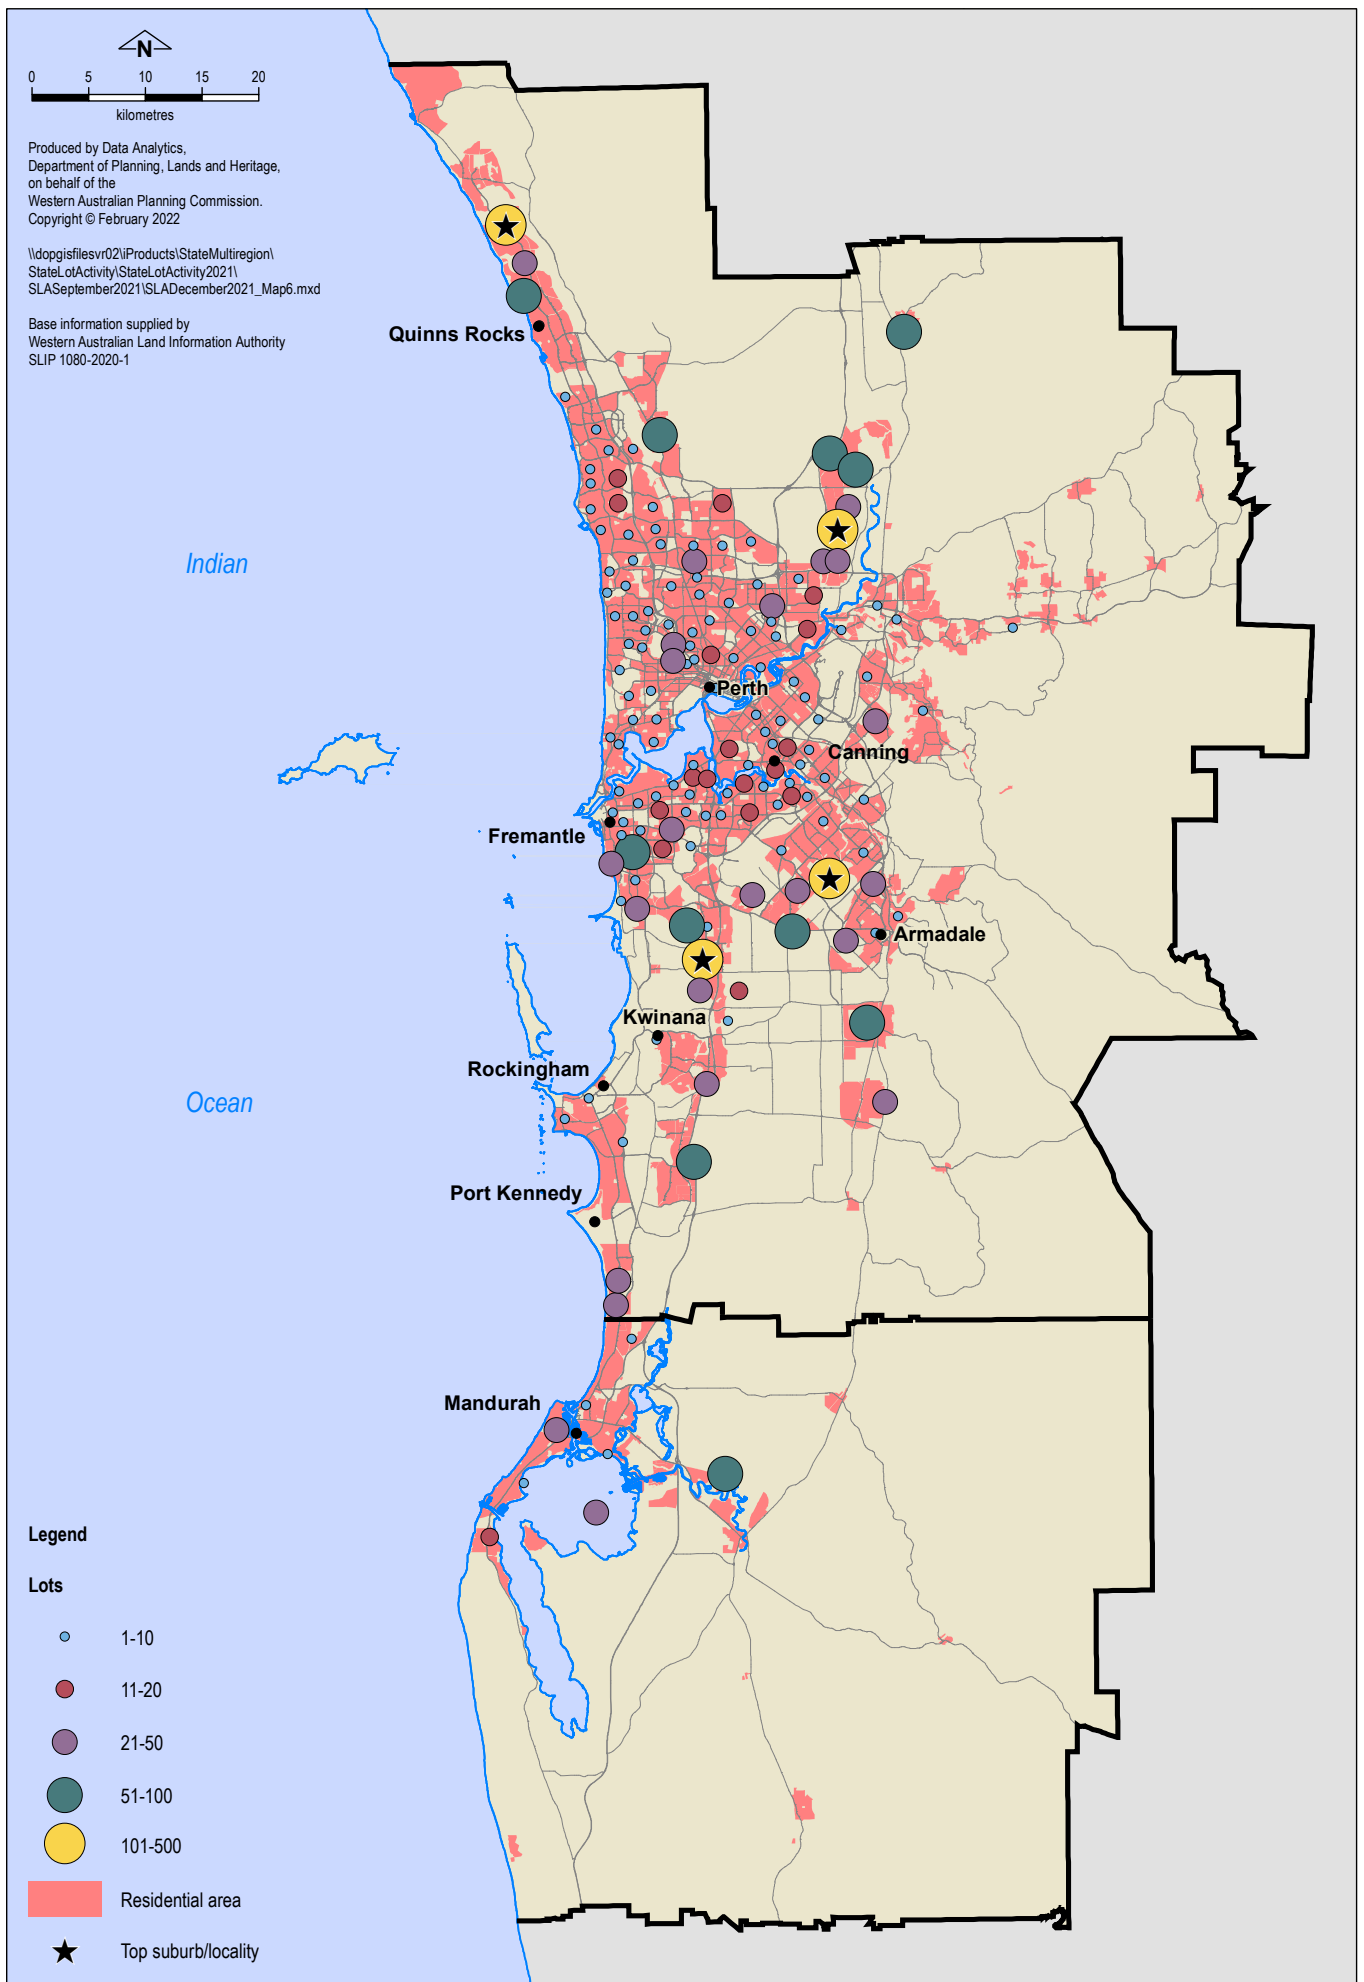 N
0 5 10 15 20
kilometres
Produced by Data Analytics,
Department of Planning, Lands and Heritage,
on behalf of the
Western Australian Planning Commission.
Copyright © February 2022
\\dopgisfilesvr02\iProducts\StateMultiregion\
StateLotActivity\StateLotActivity2021\
SLASeptember2021\SLADecember2021_Map6.mxd
Base information supplied by
Western Australian Land Information Authority
SLIP 1080-2020-1
Quinns Rocks
Indian
Perth
Canning
Fremantle
Armadale
Kwinana
Rockingham
Ocean
Port Kennedy
Mandurah
Legend
Lots
1-10
11-20
21-50
51-100
101-500
Residential area
Top suburb/locality